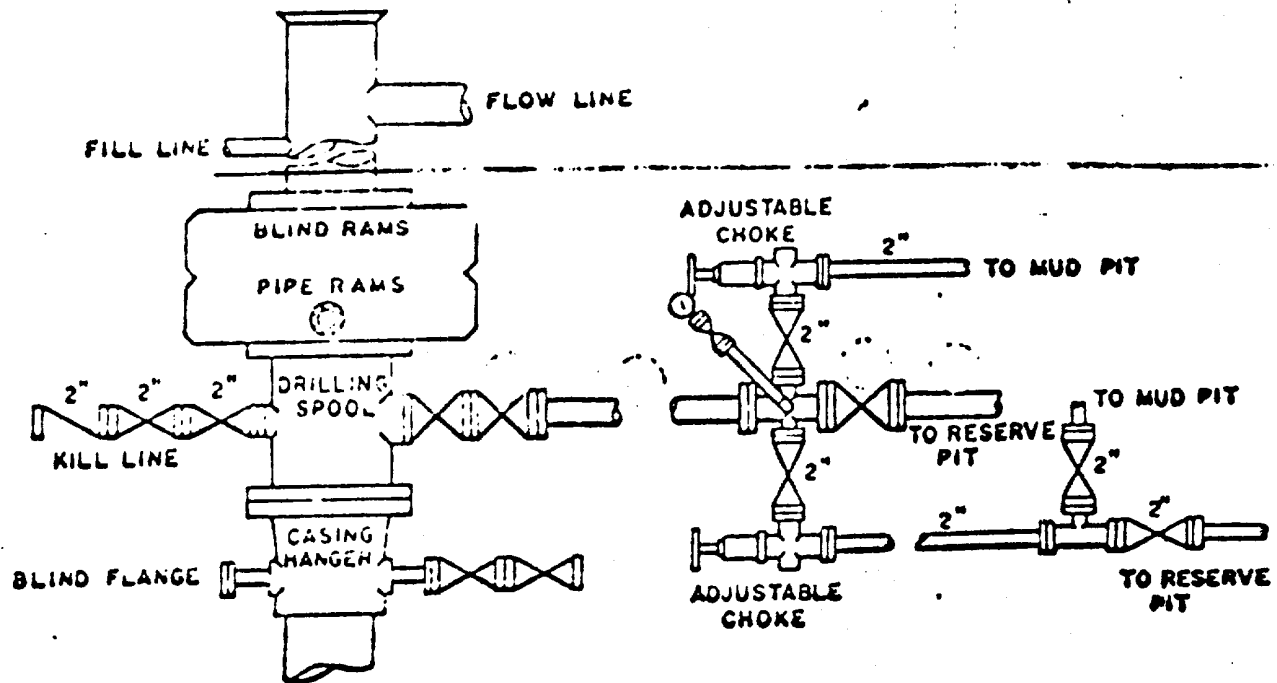 FLOW LINE
FILL LINE
BLIND RAMS
PIPE RAMS
DRILLING
SPOOL
2" 2" 2"
KILL LINE
CASING
HANGER
BLIND FLANGE
ADJUSTABLE
CHOKE
2"
TO MUD PIT
2"
TO RESERVE
PIT
2"
ADJUSTABLE
CHOKE
TO MUD PIT
2"
2"
2"
TO RESERVE
PIT